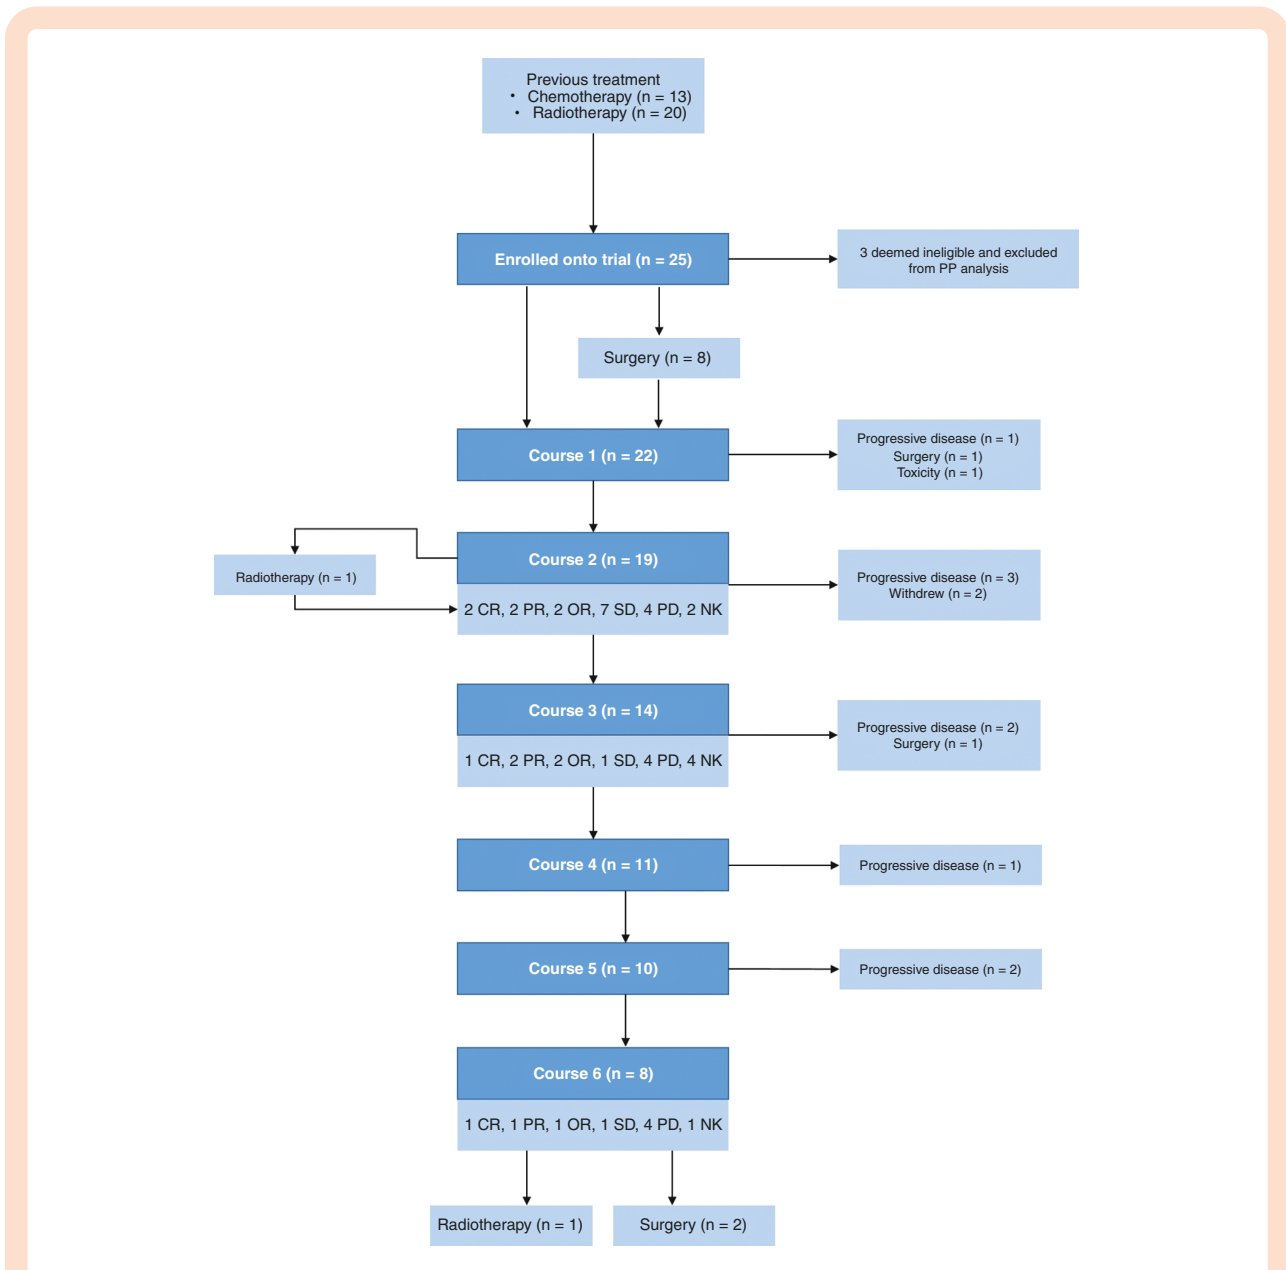 Previous treatment
• Chemotherapy (n = 13)
• Radiotherapy (n = 20)
Enrolled onto trial (n = 25)
3 deemed ineligible and excluded
from PP analysis
Surgery (n = 8)
Course 1 (n = 22)
Progressive disease (n = 1)
Surgery (n = 1)
Toxicity (n = 1)
Course 2 (n = 19)
Radiotherapy (n = 1)
Progressive disease (n = 3)
Withdrew (n = 2)
2 CR, 2 PR, 2 OR, 7 SD, 4 PD, 2 NK
Course 3 (n = 14)
Progressive disease (n = 2)
Surgery (n = 1)
1 CR, 2 PR, 2 OR, 1 SD, 4 PD, 4 NK
Course 4 (n = 11)
Progressive disease (n = 1)
Course 5 (n = 10)
Progressive disease (n = 2)
Course 6 (n = 8)
1 CR, 1 PR, 1 OR, 1 SD, 4 PD, 1 NK
Radiotherapy (n = 1)
Surgery (n = 2)